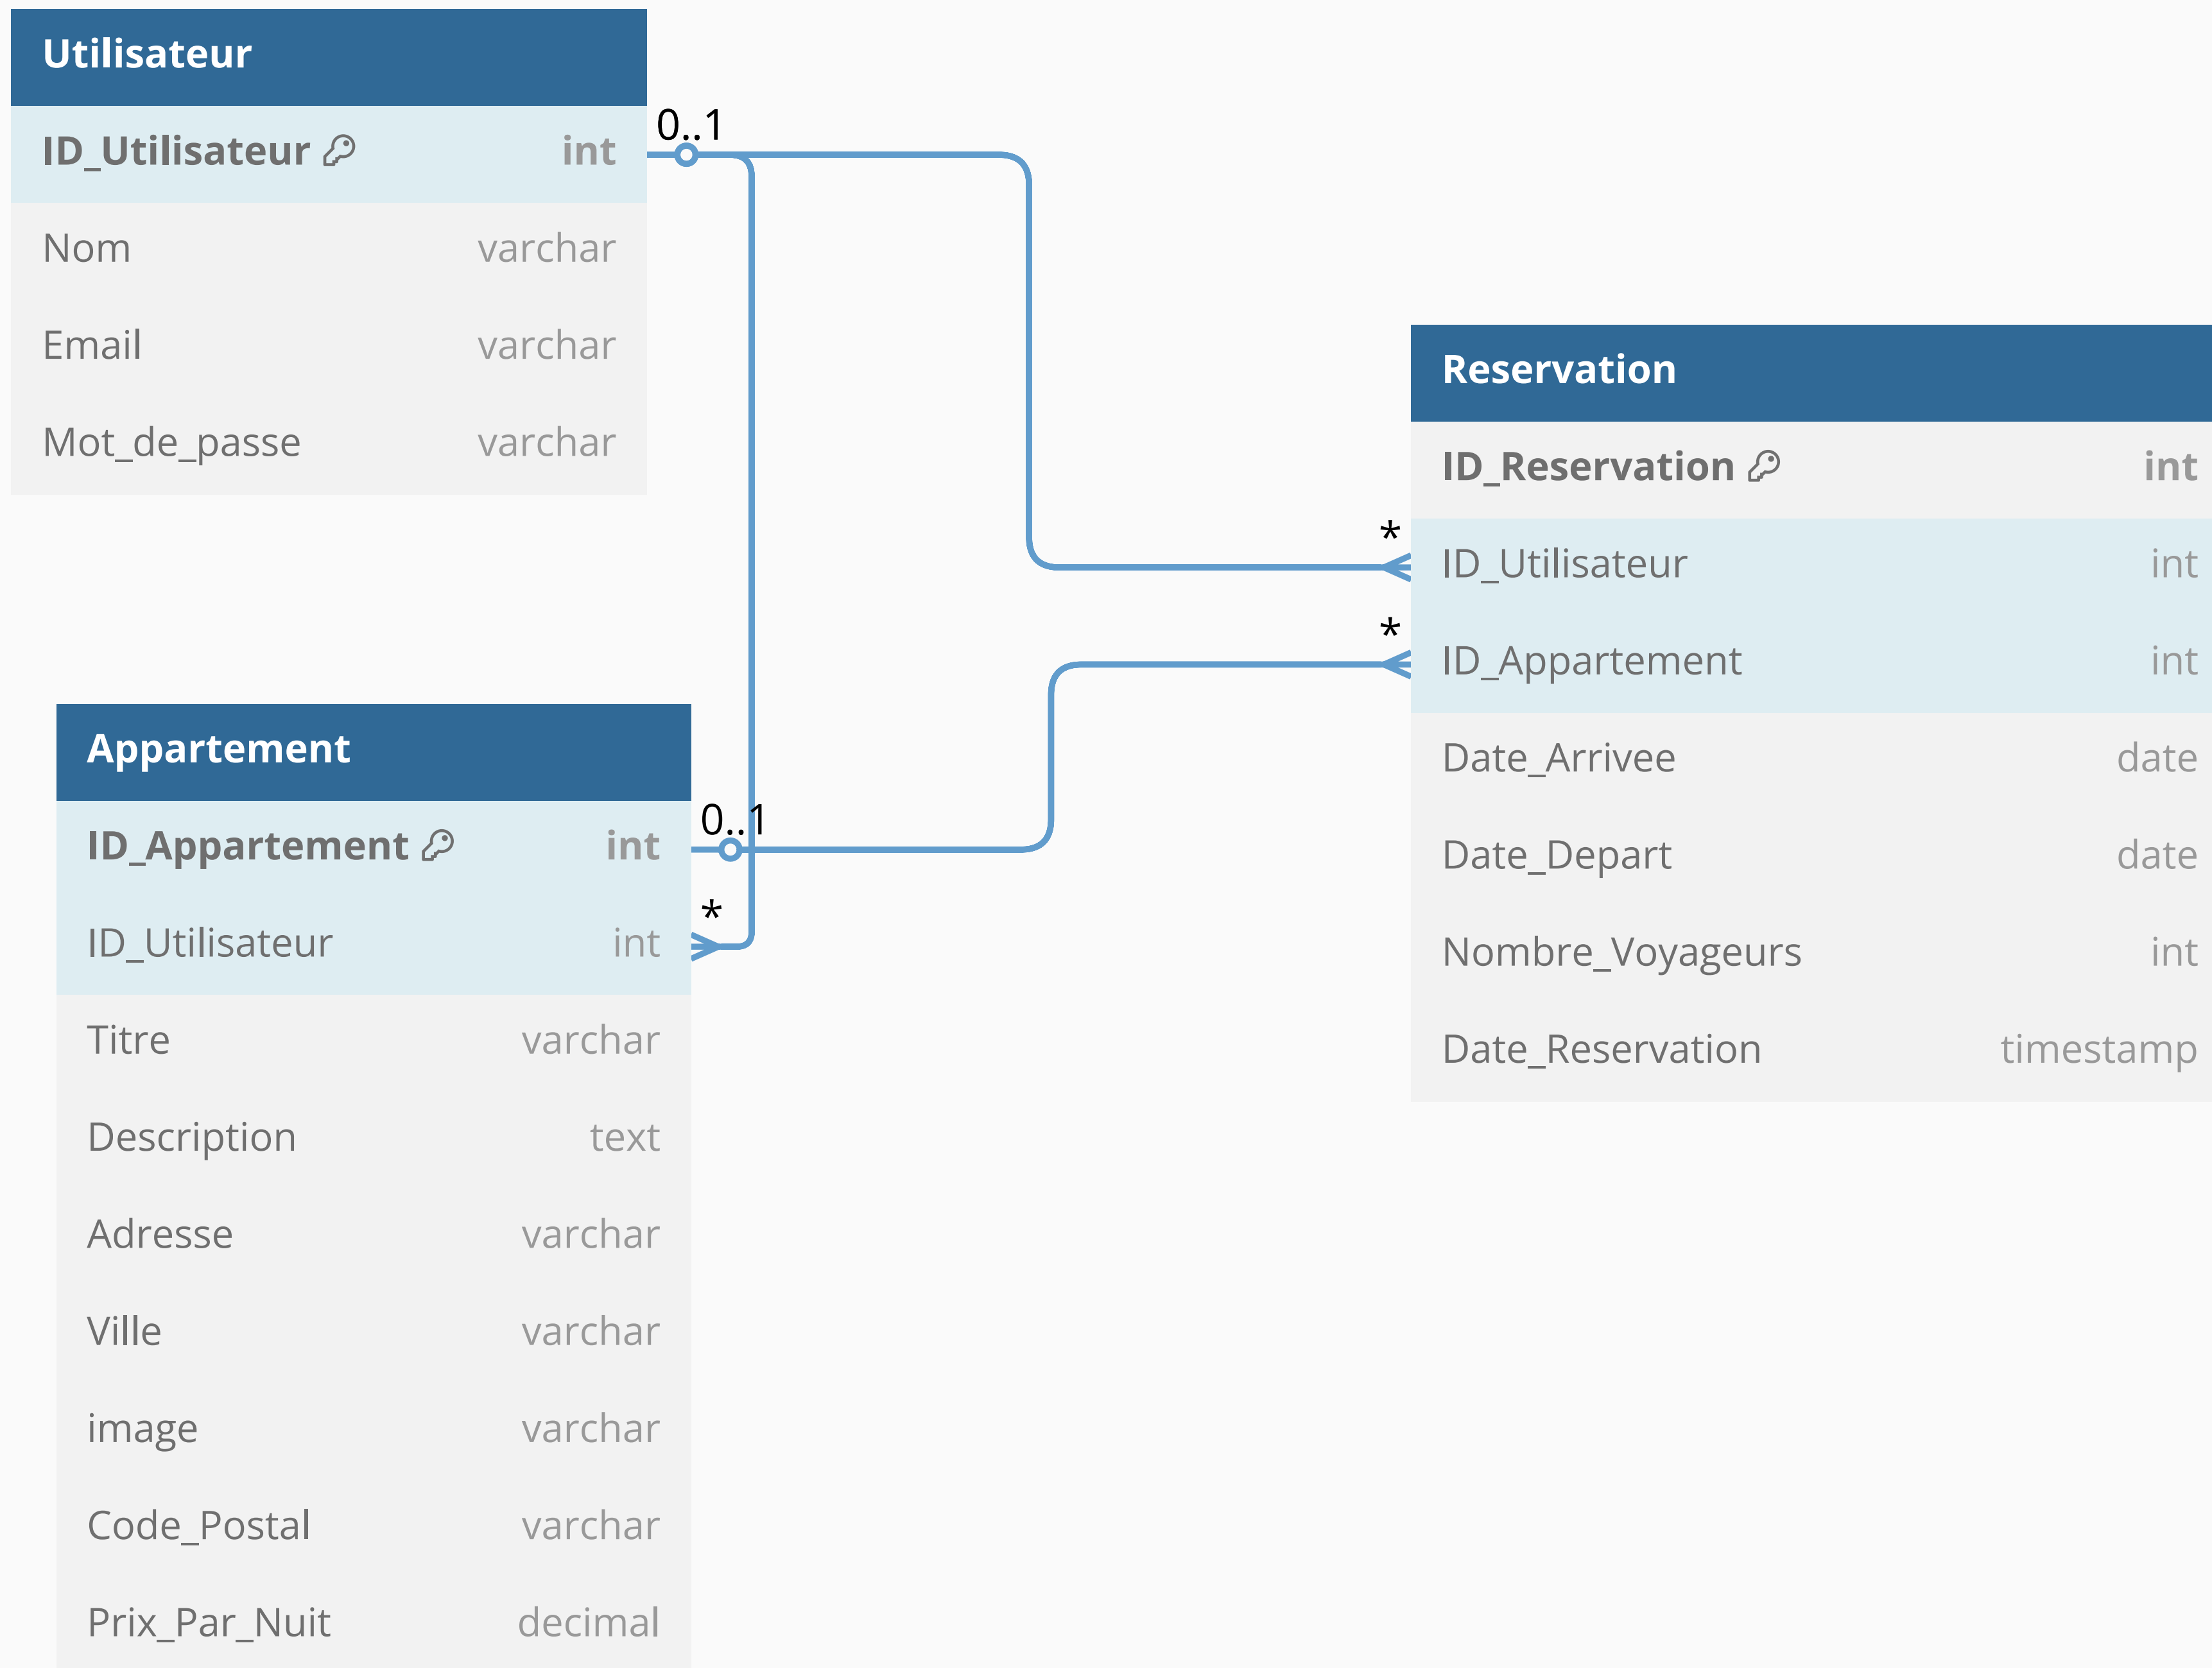 Utilisateur
ID_Utilisateur int
Nom varchar
Email varchar
Mot_de_passe varchar
0..1
Reservation
ID_Reservation int
* ID_Utilisateur int
* ID_Appartement int
Date_Arrivee date
Date_Depart date
Nombre_Voyageurs int
Date_Reservation timestamp
Appartement
ID_Appartement int
0..1
ID_Utilisateur int
*
Titre varchar
Description text
Adresse varchar
Ville varchar
image varchar
Code_Postal varchar
Prix_Par_Nuit decimal